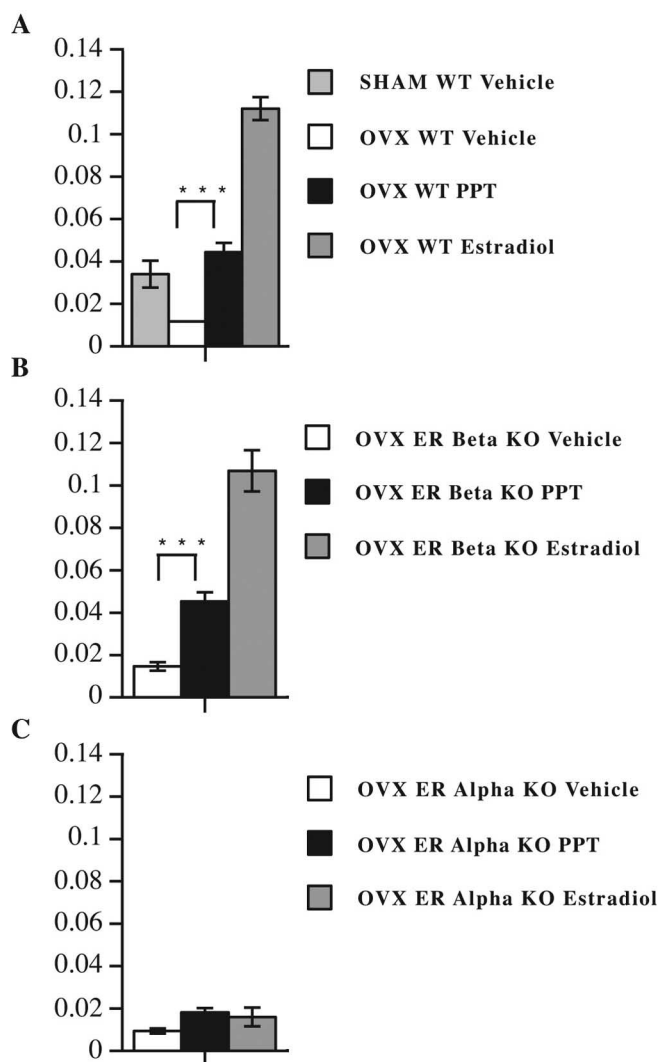 A
0.14
0.12
0.1
0.08
0.06
0.04
0.02
0
* * *
SHAM WT Vehicle
OVX WT Vehicle
OVX WT PPT
OVX WT Estradiol
B
0.14
0.12
0.1
0.08
0.06
0.04
0.02
0
* * *
OVX ER Beta KO Vehicle
OVX ER Beta KO PPT
OVX ER Beta KO Estradiol
C
0.14
0.12
0.1
0.08
0.06
0.04
0.02
0
OVX ER Alpha KO Vehicle
OVX ER Alpha KO PPT
OVX ER Alpha KO Estradiol